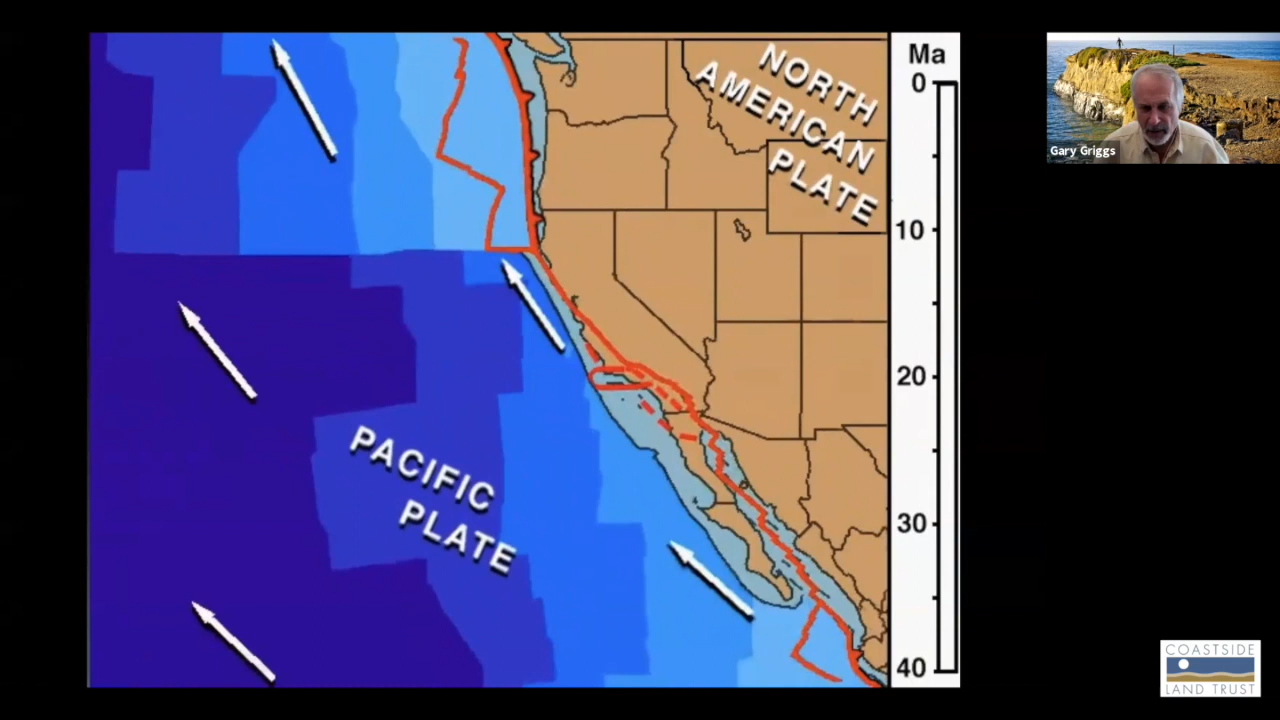 NORTH
AMERICAN
PLATE
PACIFIC
PLATE
Ma
0
10
20
30
40
Gary Griggs
COASTSIDE
LAND TRUST